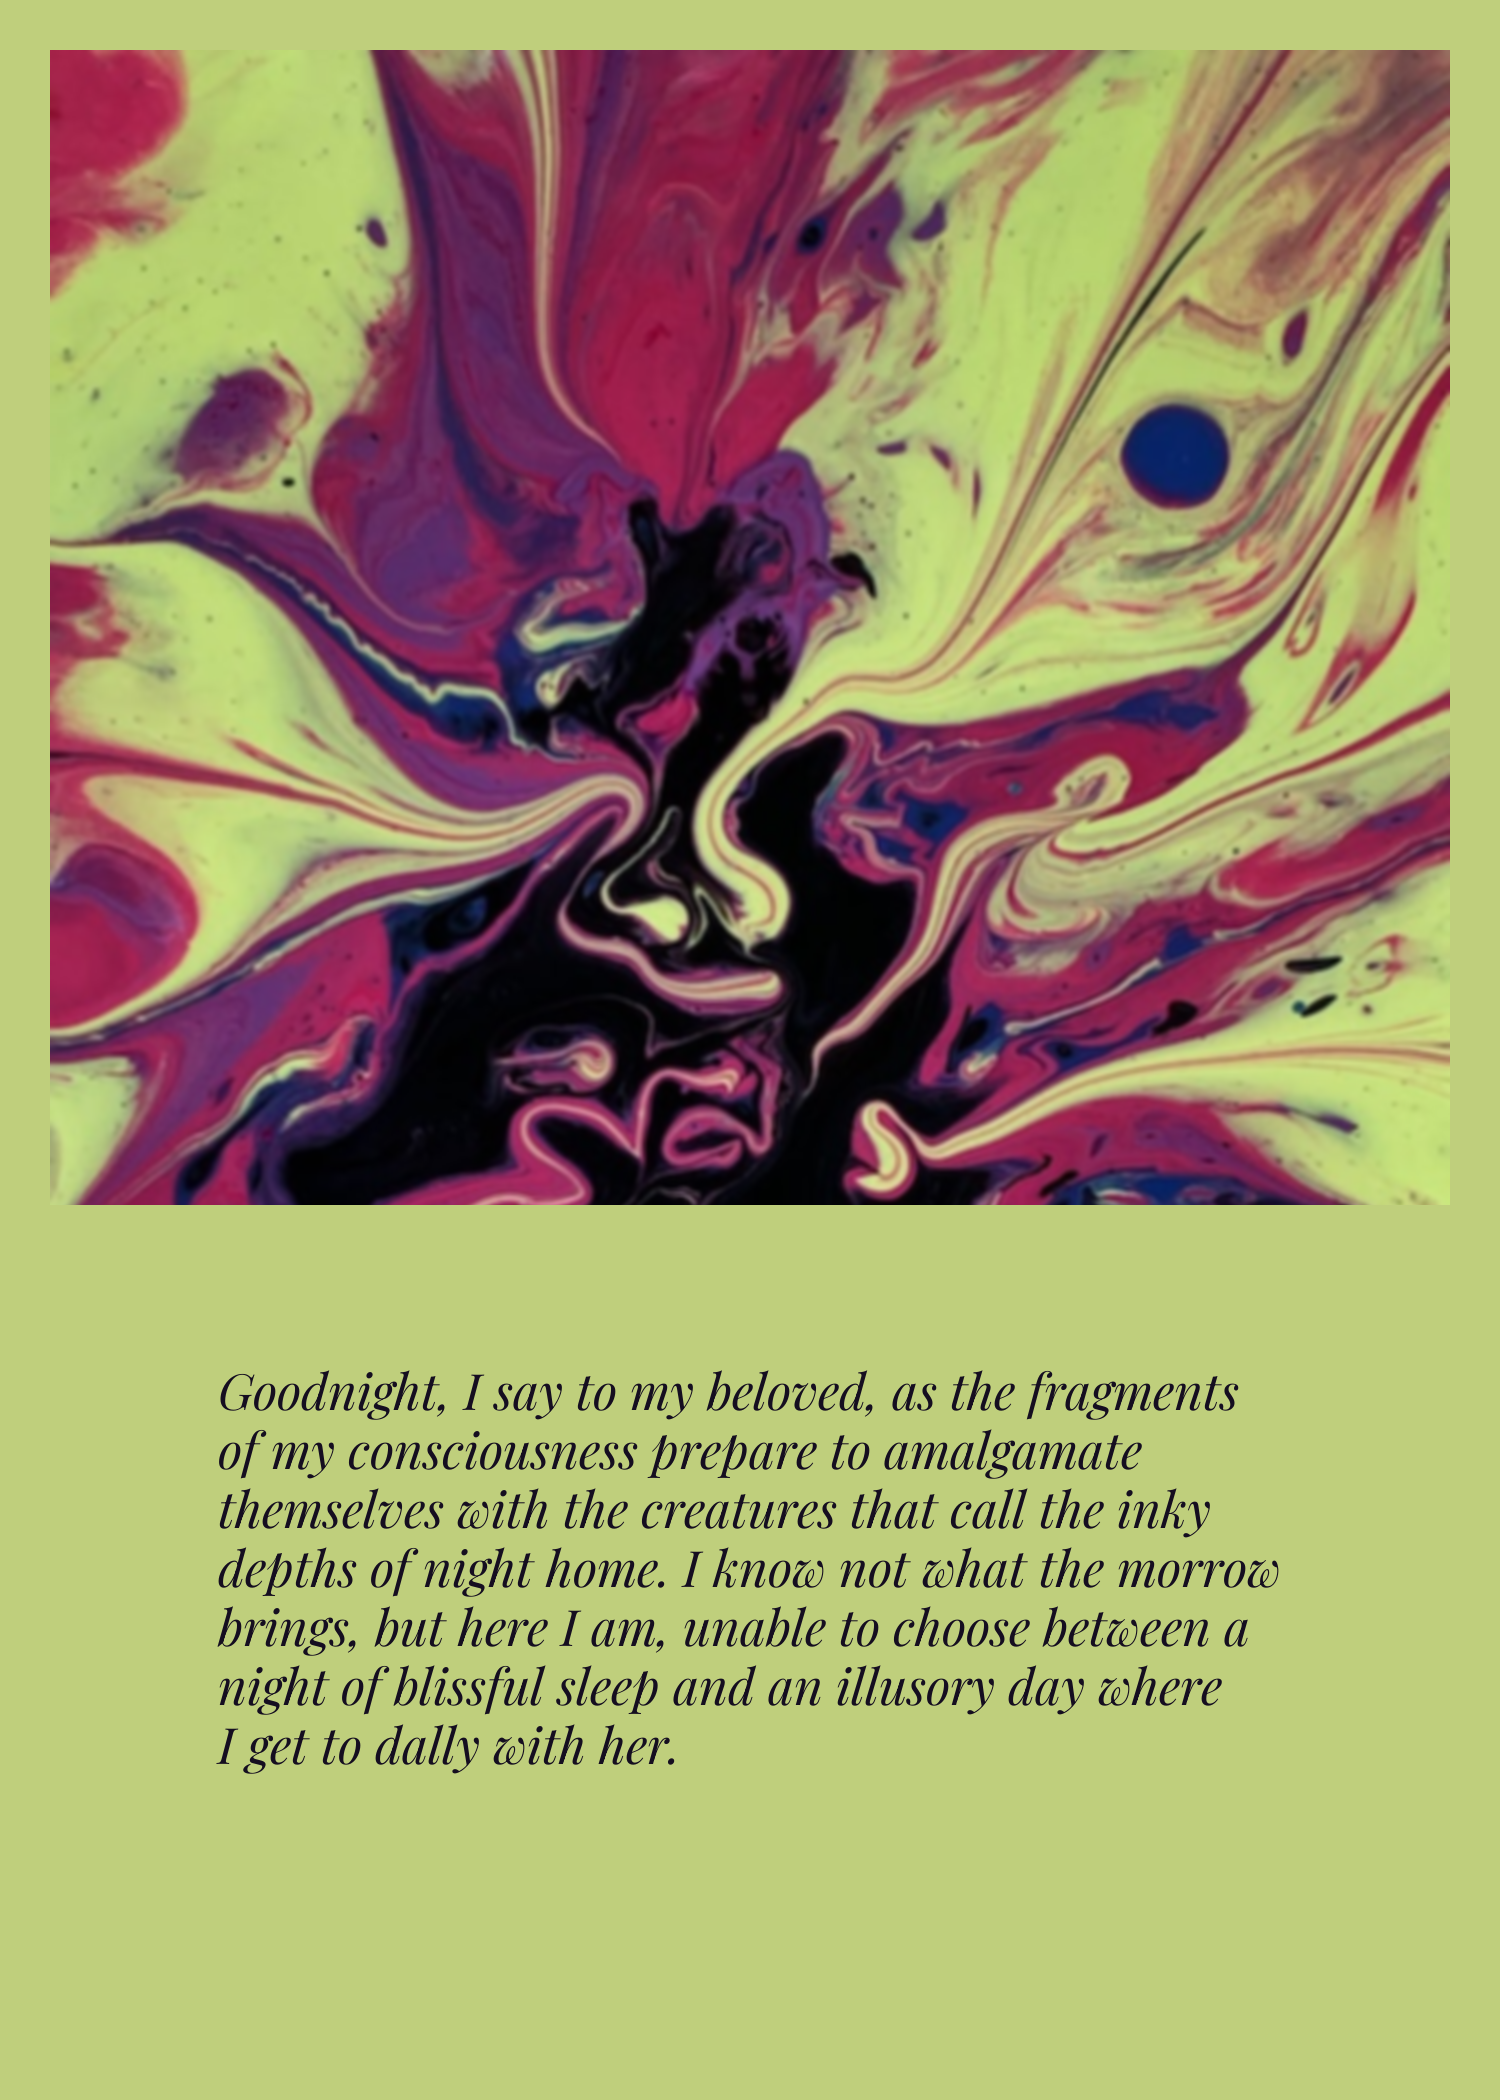 Goodnight, I say to my beloved, as the fragments
of my consciousness prepare to amalgamate
themselves with the creatures that call the inky
depths of night home. I know not what the morrow
brings, but here I am, unable to choose between a
night of blissful sleep and an illusory day where
I get to dally with her.